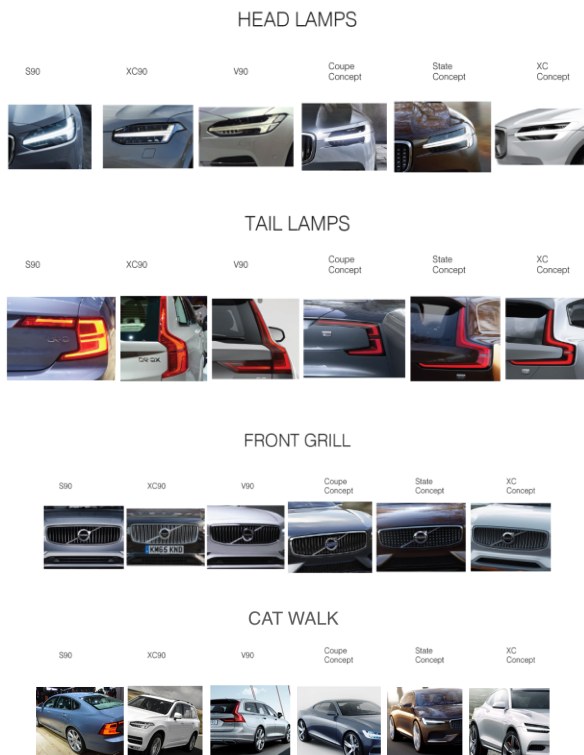 HEAD LAMPS
S90
XC90
V90
Coupe
Concept
State
Concept
XC
Concept
TAIL LAMPS
S90
XC90
V90
Coupe
Concept
State
Concept
XC
Concept
FRONT GRILL
S90
XC90
V90
Coupe
Concept
State
Concept
XC
Concept
KM65 KND
CAT WALK
S90
XC90
V90
Coupe
Concept
State
Concept
XC
Concept